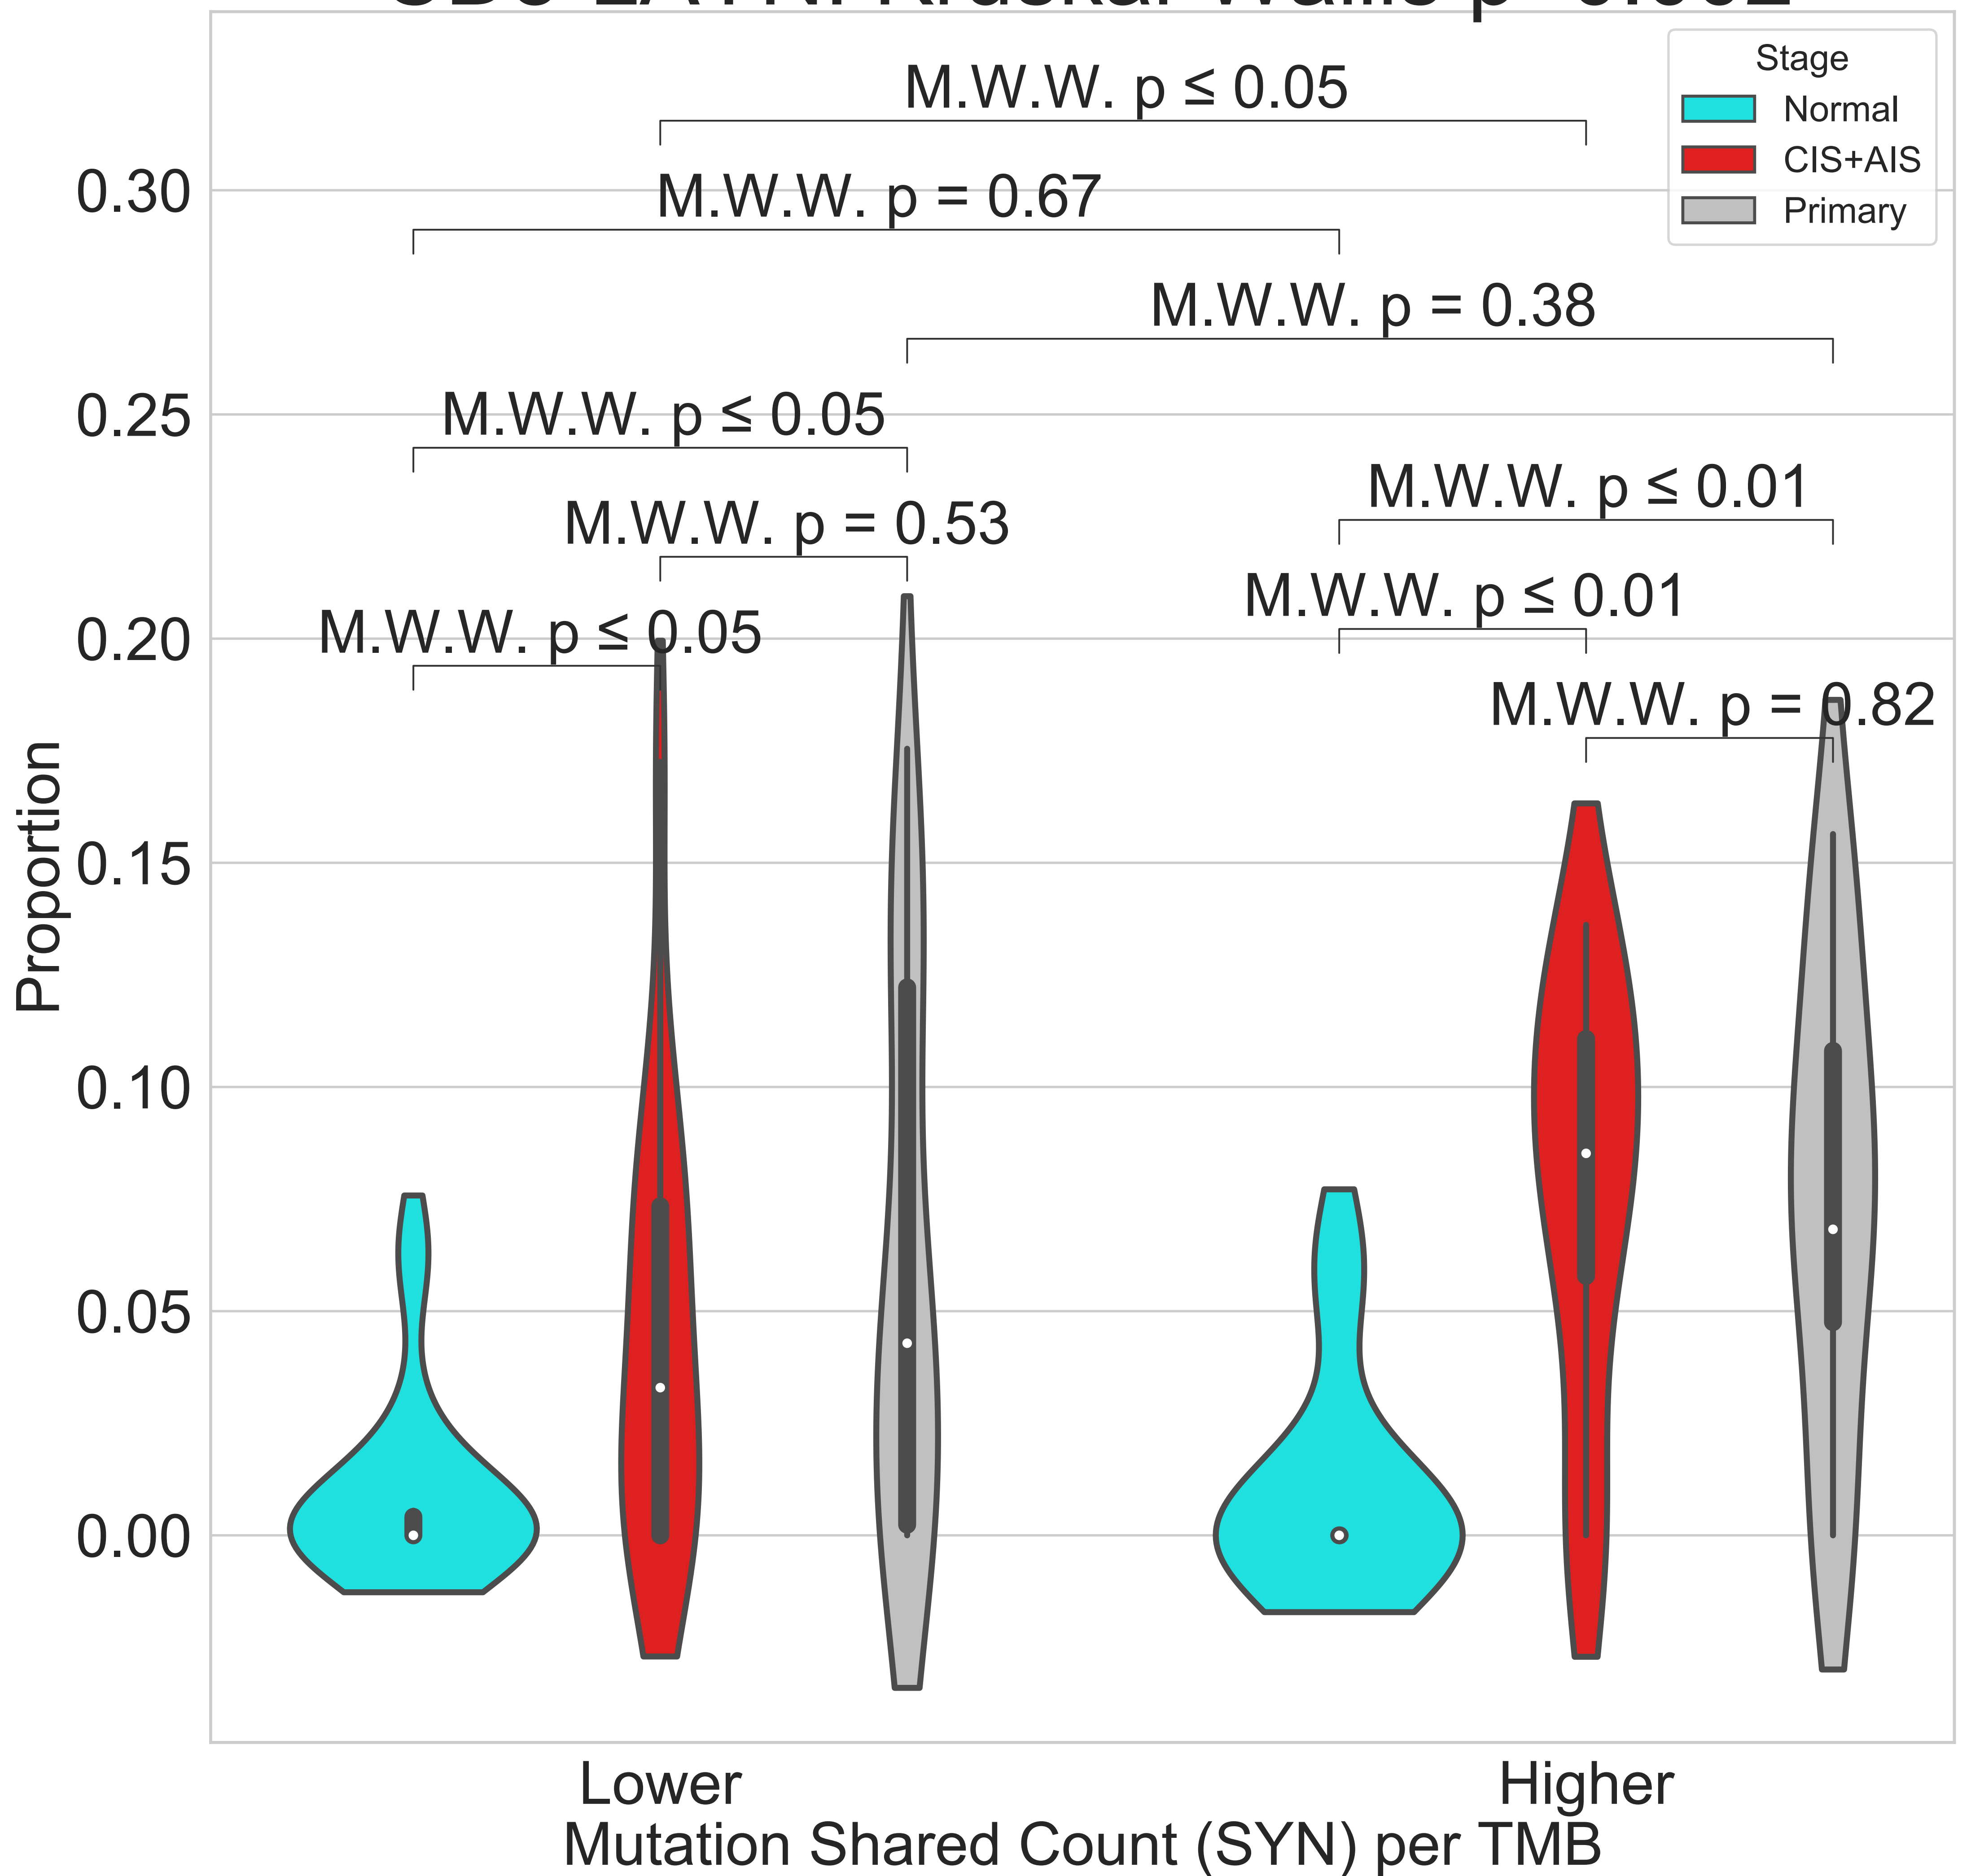 Stage
Normal
CIS+AIS
Primary
M.W.W. p ≤ 0.05
M.W.W. p = 0.67
M.W.W. p = 0.38
M.W.W. p ≤ 0.05
M.W.W. p ≤ 0.01
M.W.W. p = 0.53
M.W.W. p ≤ 0.01
M.W.W. p ≤ 0.05
M.W.W. p = 0.82
0.30
0.25
0.20
0.15
0.10
0.05
0.00
Proportion
Lower
Higher
Mutation Shared Count (SYN) per TMB